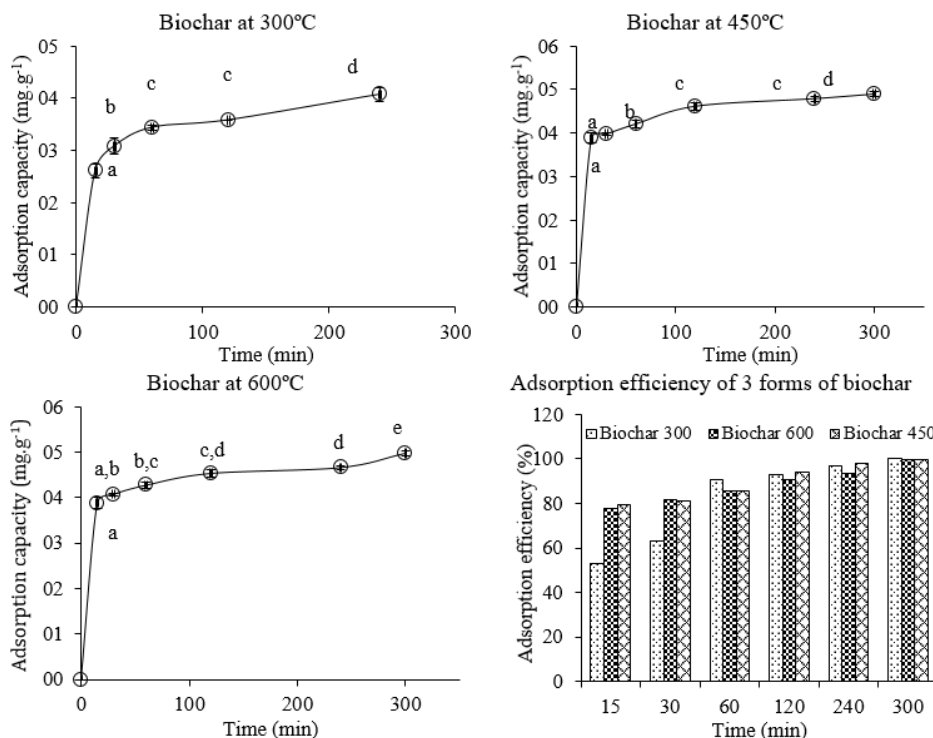 Biochar at 300ºC
Adsorption capacity (mg.g-1)
05
04
03
02
01
00
a
b
c
c
d
0 100 200 300
Time (min)
Biochar at 450ºC
Adsorption capacity (mg.g-1)
06
05
04
03
02
01
00
a
a
b
c
c
d
0 100 200 300
Time (min)
Biochar at 600ºC
Adsorption capacity (mg.g-1)
06
05
04
03
02
01
00
a,b
a
b,c
c,d
d
e
0 100 200 300
Time (min)
Adsorption efficiency of 3 forms of biochar
Adsorption efficiency (%)
120
100
80
60
40
20
0
Biochar 300 Biochar 600 Biochar 450
15 30 60 120 240 300
Time (min)